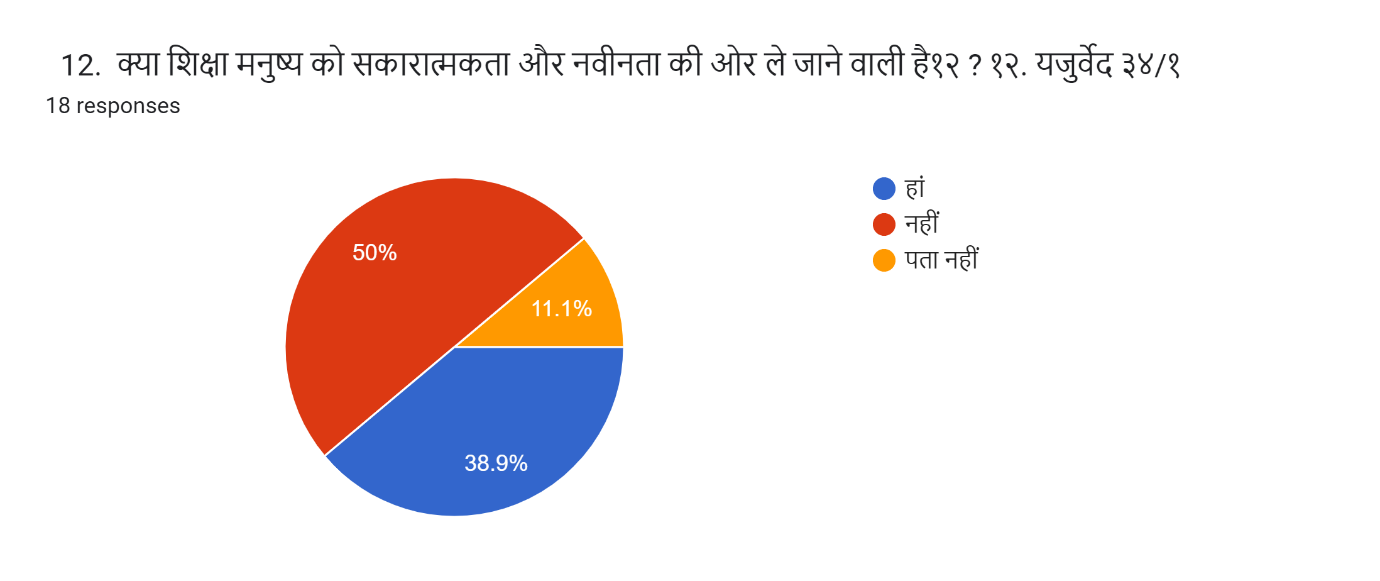 12. क्या शिक्षा मनुष्य को सकारात्मकता और नवीनता की ओर ले जाने वाली है१२ ? १२. यजुर्वेद ३४/१
18 responses
हां
नहीं
पता नहीं
50%
11.1%
38.9%